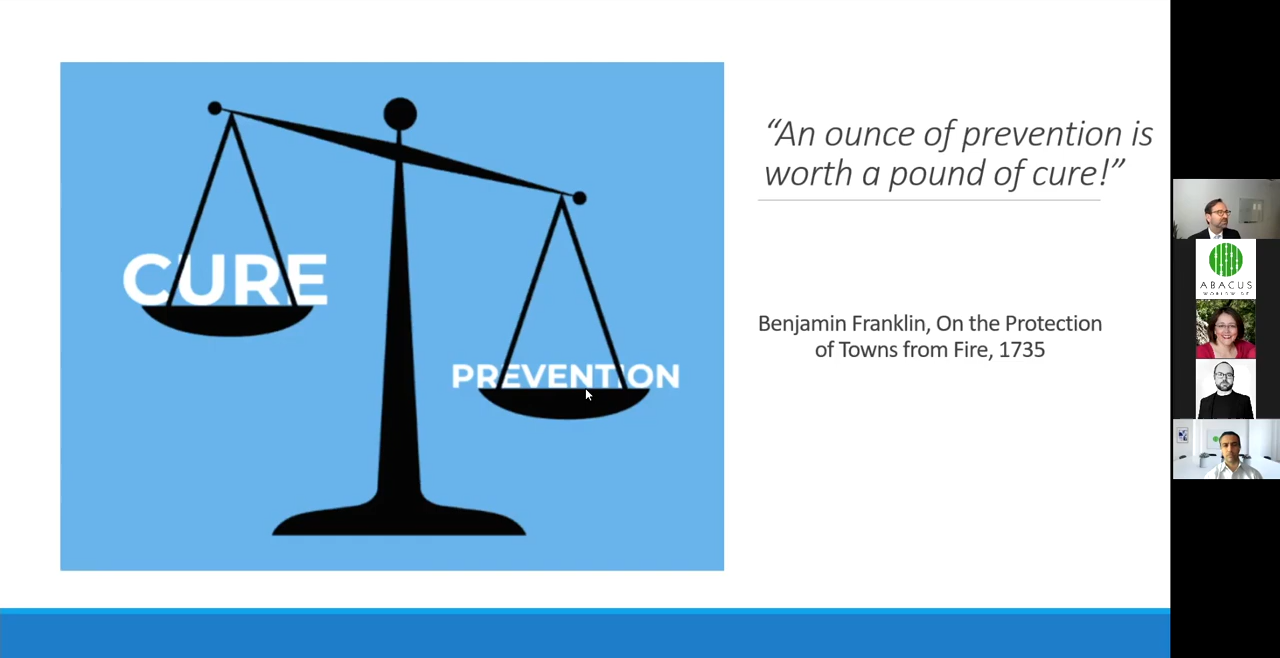 CURE
PREVENTION
“An ounce of prevention is
worth a pound of cure!”
Benjamin Franklin, On the Protection
of Towns from Fire, 1735
ABACUS
WORLDWIDE